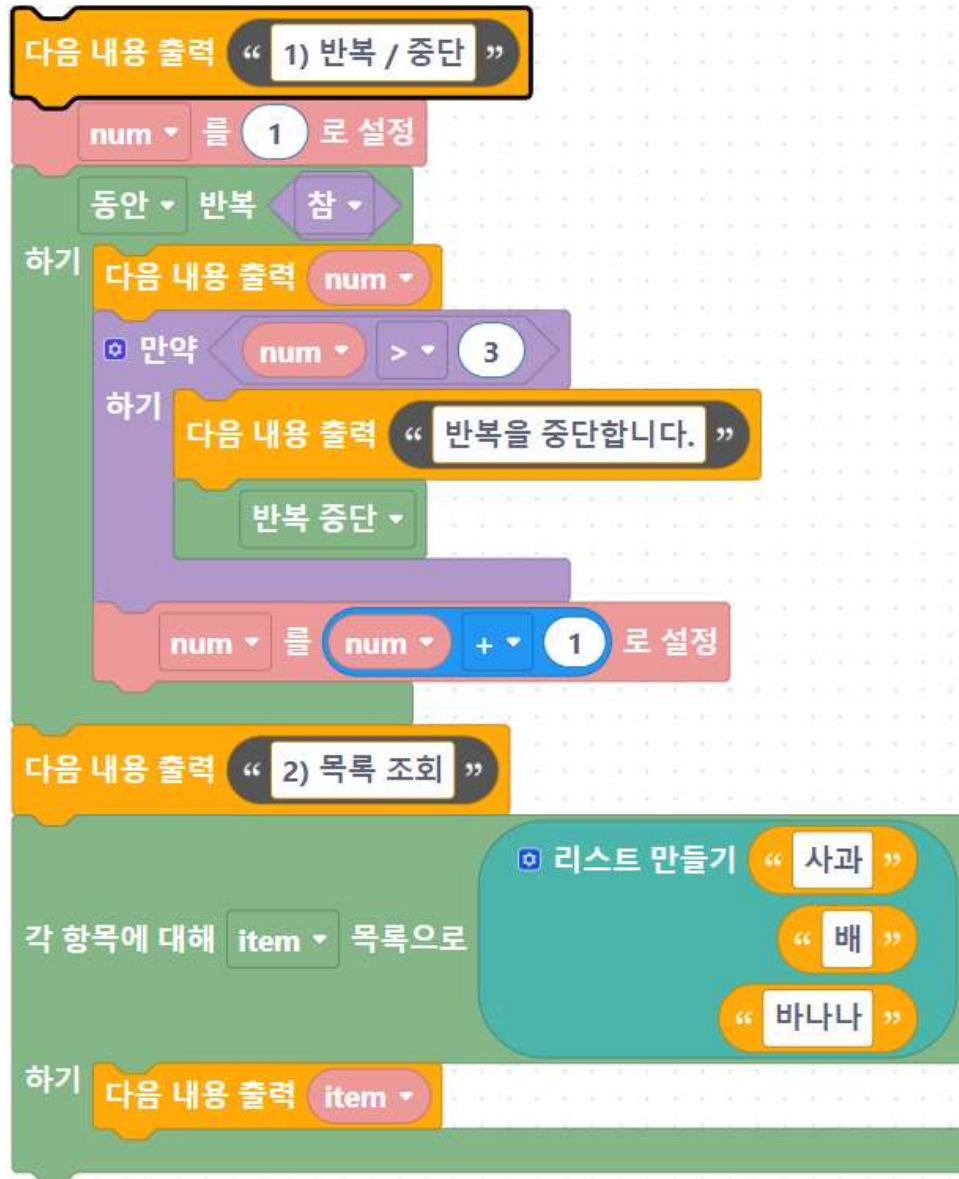 다음 내용 출력 “ 1) 반복 / 중단 ”
num 를 1 로 설정
동안 반복 참
하기
다음 내용 출력 num
만약 num > 3
하기
다음 내용 출력 “ 반복을 중단합니다. ”
반복 중단
num 를 num + 1 로 설정
다음 내용 출력 “ 2) 목록 조회 ”
리스트 만들기 “ 사과 ”
각 항목에 대해 item 목록으로 “ 배 ”
“ 바나나 ”
하기
다음 내용 출력 item